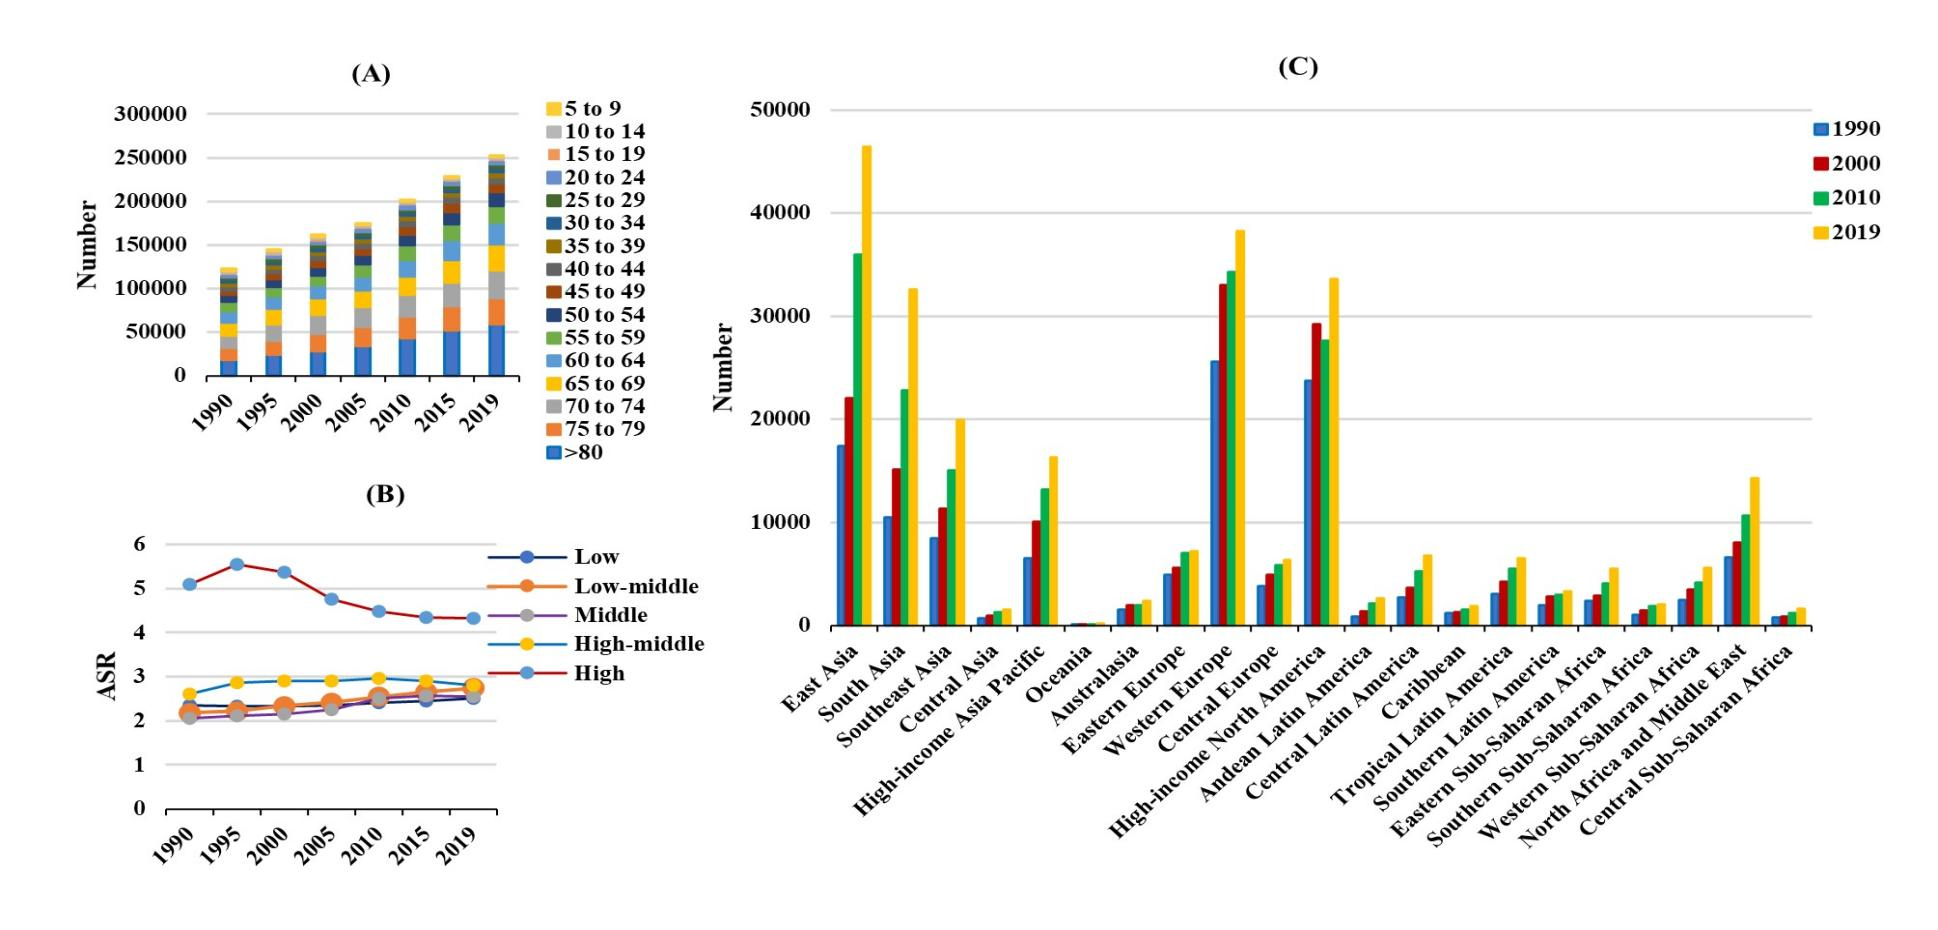 (A)
300000
250000
200000
150000
100000
50000
0
Number
1990
1995
2000
2005
2010
2015
2019
5 to 9
10 to 14
15 to 19
20 to 24
25 to 29
30 to 34
35 to 39
40 to 44
45 to 49
50 to 54
55 to 59
60 to 64
65 to 69
70 to 74
75 to 79
>80
(B)
6
5
4
3
2
1
0
ASR
1990
1995
2000
2005
2010
2015
2019
Low
Low-middle
Middle
High-middle
High
(C)
50000
40000
30000
20000
10000
0
Number
East Asia
South Asia
Southeast Asia
Central Asia
High-income Asia Pacific
Oceania
Australasia
Eastern Europe
Western Europe
Central Europe
High-income North America
Andean Latin America
Central Latin America
Caribbean
Tropical Latin America
Southern Latin America
Eastern Sub-Saharan Africa
Southern Sub-Saharan Africa
Western Sub-Saharan Africa
North Africa and Middle East
Central Sub-Saharan Africa
1990
2000
2010
2019